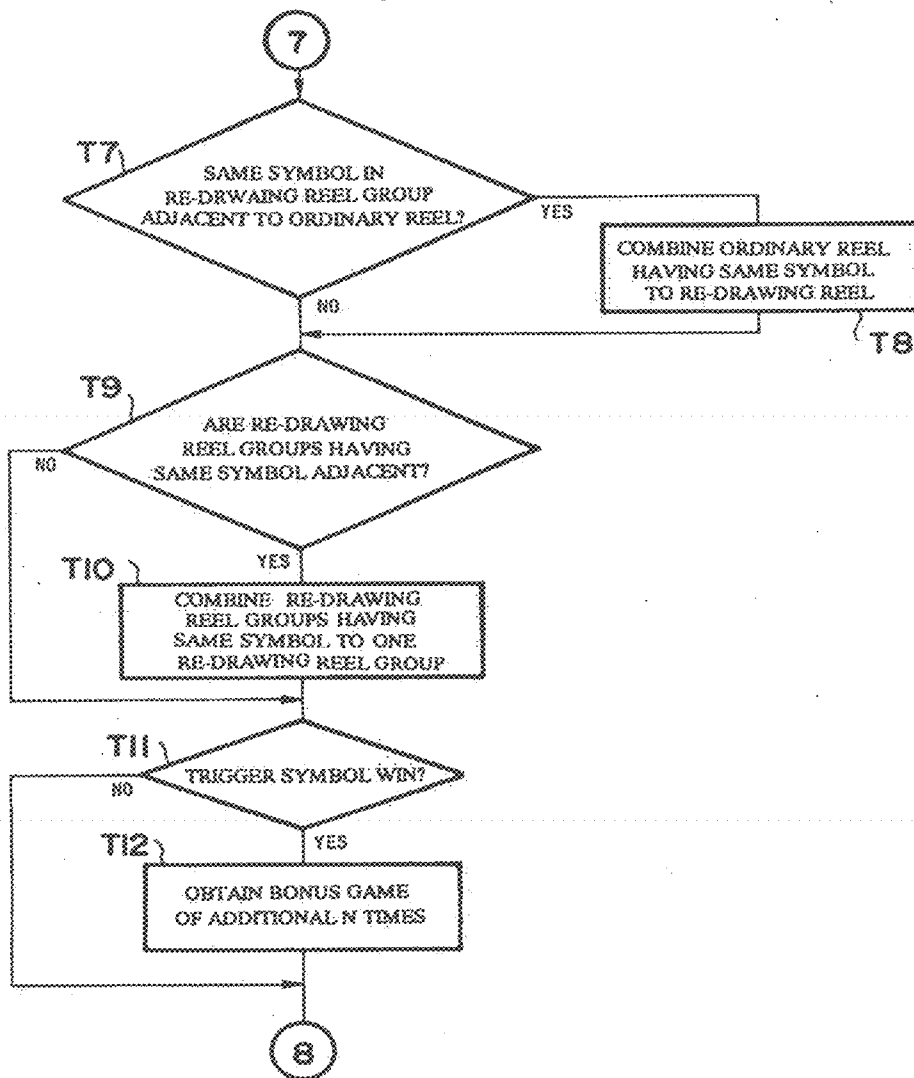 7
T7
SAME SYMBOL IN
RE-DRWAING REEL GROUP
ADJACENT TO ORDINARY REEL?
YES
COMBINE ORDINARY REEL
HAVING SAME SYMBOL
TO RE-DRAWING REEL
T8
NO
T9
ARE RE-DRAWING
REEL GROUPS HAVING
SAME SYMBOL ADJACENT?
NO
YES
T10
COMBINE RE-DRAWING
REEL GROUPS HAVING
SAME SYMBOL TO ONE
RE-DRAWING REEL GROUP
T11
TRIGGER SYMBOL WIN?
NO
YES
T12
OBTAIN BONUS GAME
OF ADDITIONAL N TIMES
8